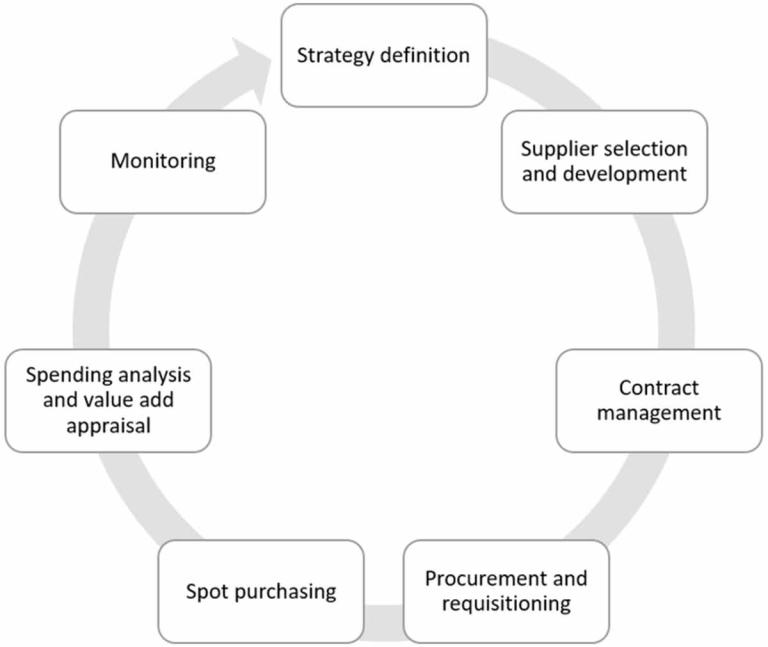 Strategy definition
Supplier selection
and development
Contract
management
Procurement and
requisitioning
Spot purchasing
Spending analysis
and value add
appraisal
Monitoring